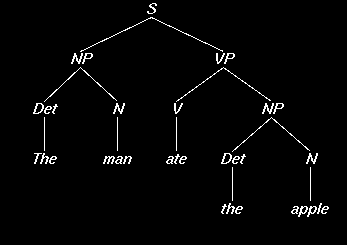 S
NP VP
Det N V NP
The man ate Det N
the apple